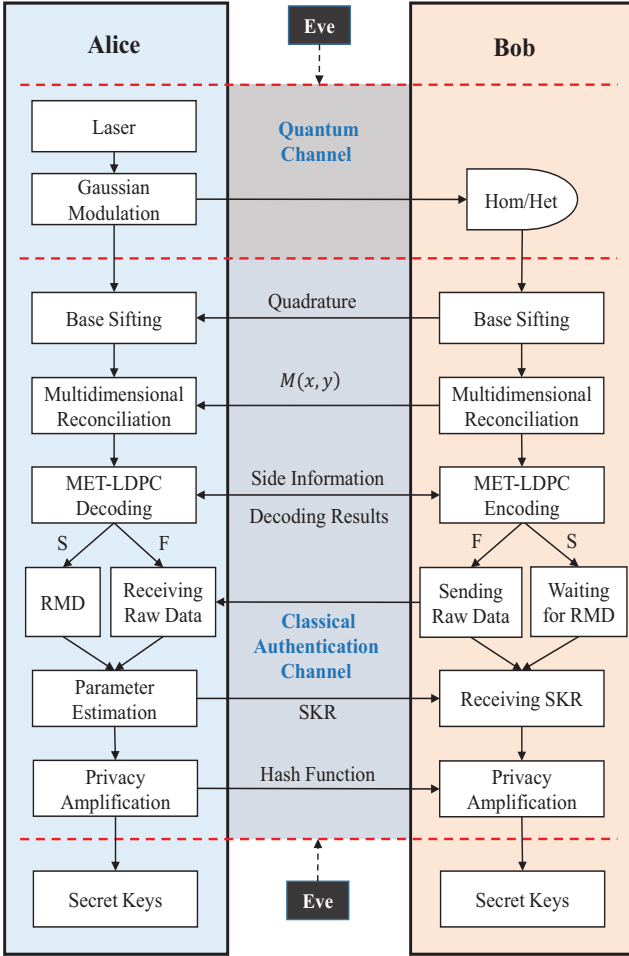 Alice
Eve
Bob
Laser
Quantum
Channel
Gaussian
Modulation
Hom/Het
Base Sifting
Quadrature
Base Sifting
Multidimensional
Reconciliation
M(x, y)
Multidimensional
Reconciliation
MET-LDPC
Decoding
Side Information
Decoding Results
MET-LDPC
Encoding
S
F
F
S
RMD
Receiving
Raw Data
Sending
Raw Data
Waiting
for RMD
Classical
Authentication
Channel
Parameter
Estimation
SKR
Receiving SKR
Privacy
Amplification
Hash Function
Privacy
Amplification
Secret Keys
Eve
Secret Keys